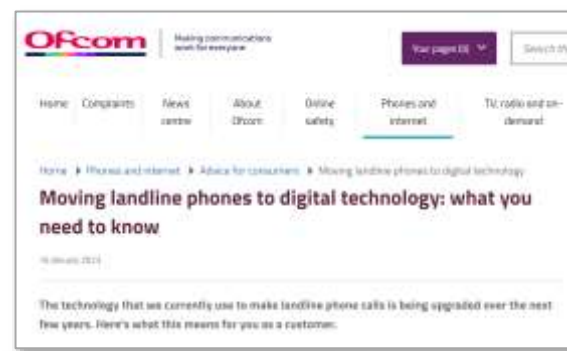 Ofcom
Making communications
work for everyone
Your pages (0)
Search th
Home Complaints News About Online Phones and TV, radio and on-
centre Ofcom safety internet demand
Home Phones and internet Advice for consumers Moving landline phones to digital technology
Moving landline phones to digital technology: what you
need to know
The technology that we currently use to make landline phone calls is being upgraded over the next
few years. Here's what this means for you as a customer.